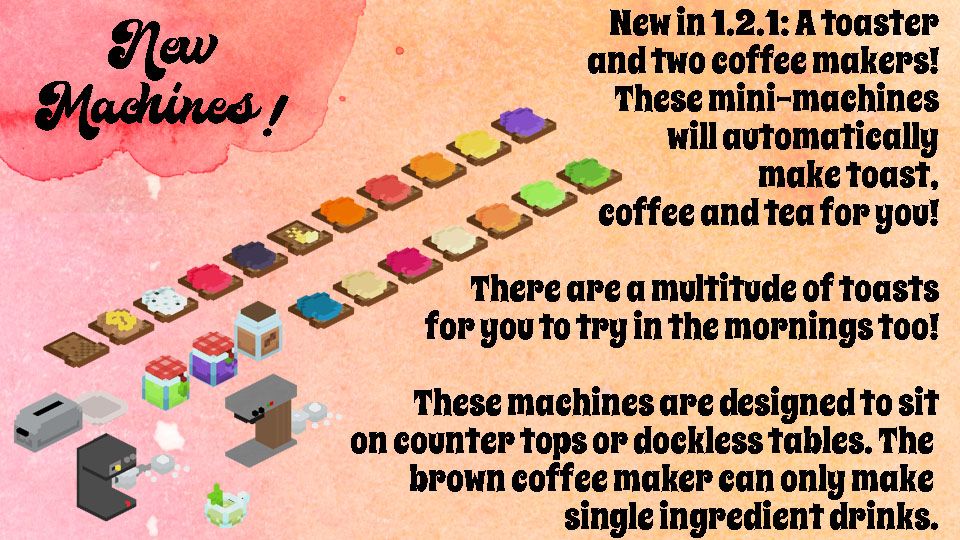 New
Machines!
New in 1.2.1: A toaster
and two coffee makers!
These mini-machines
will automatically
make toast,
coffee and tea for you!
There are a multitude of toasts
for you to try in the mornings too!
These machines are designed to sit
on counter tops or dockless tables. The
brown coffee maker can only make
single ingredient drinks.